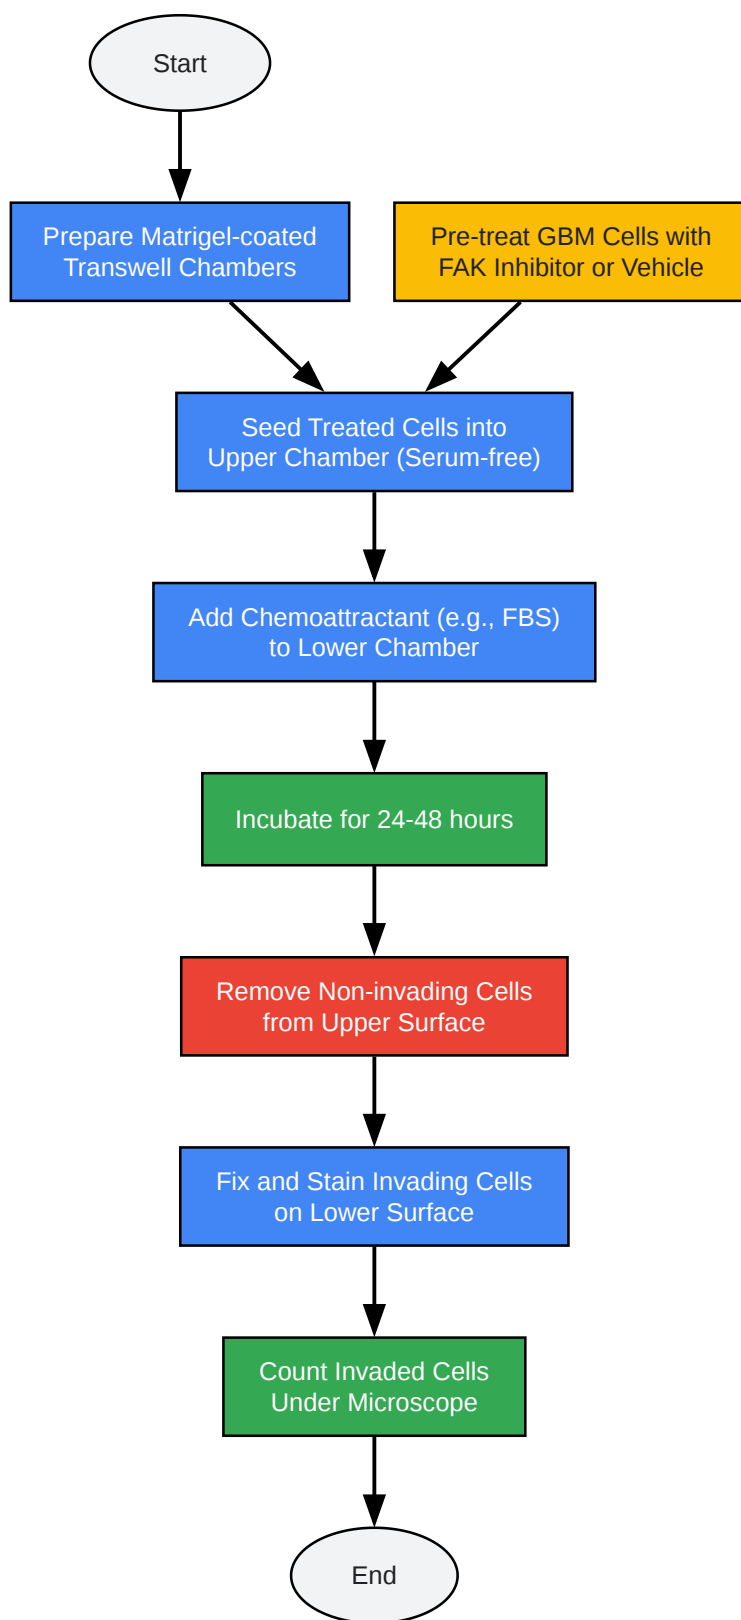 Start
Prepare Matrigel-coated
Transwell Chambers
Pre-treat GBM Cells with
FAK Inhibitor or Vehicle
Seed Treated Cells into
Upper Chamber (Serum-free)
Add Chemoattractant (e.g., FBS)
to Lower Chamber
Incubate for 24-48 hours
Remove Non-invading Cells
from Upper Surface
Fix and Stain Invading Cells
on Lower Surface
Count Invaded Cells
Under Microscope
End